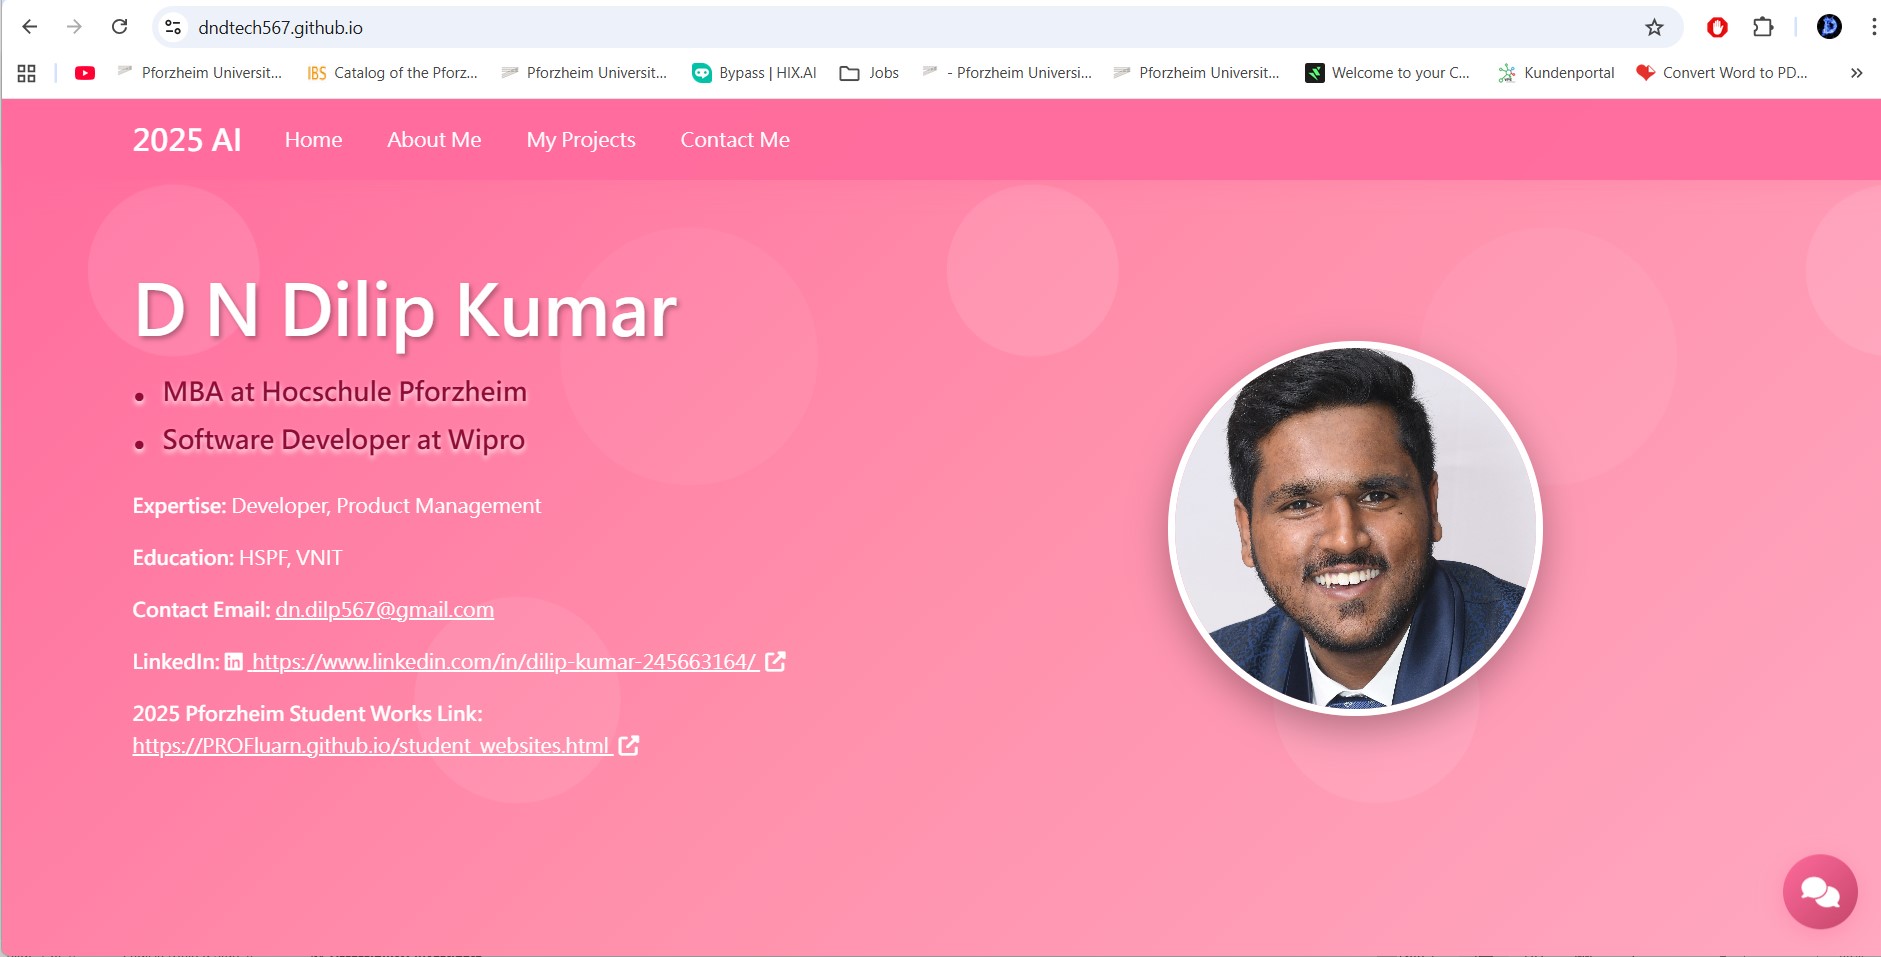 dndtech567.github.io
Pforzheim Universit...
IBS Catalog of the Pforz...
Pforzheim Universit...
Bypass | HIX.AI
Jobs
- Pforzheim Universi...
Pforzheim Universit...
Welcome to your C...
Kundenportal
Convert Word to PD...
2025 AI
Home
About Me
My Projects
Contact Me
D N Dilip Kumar
• MBA at Hocschule Pforzheim
• Software Developer at Wipro
Expertise: Developer, Product Management
Education: HSPF, VNIT
Contact Email: dn.dilp567@gmail.com
LinkedIn: in https://www.linkedin.com/in/dilip-kumar-245663164/
2025 Pforzheim Student Works Link:
https://PROFluarn.github.io/student_websites.html